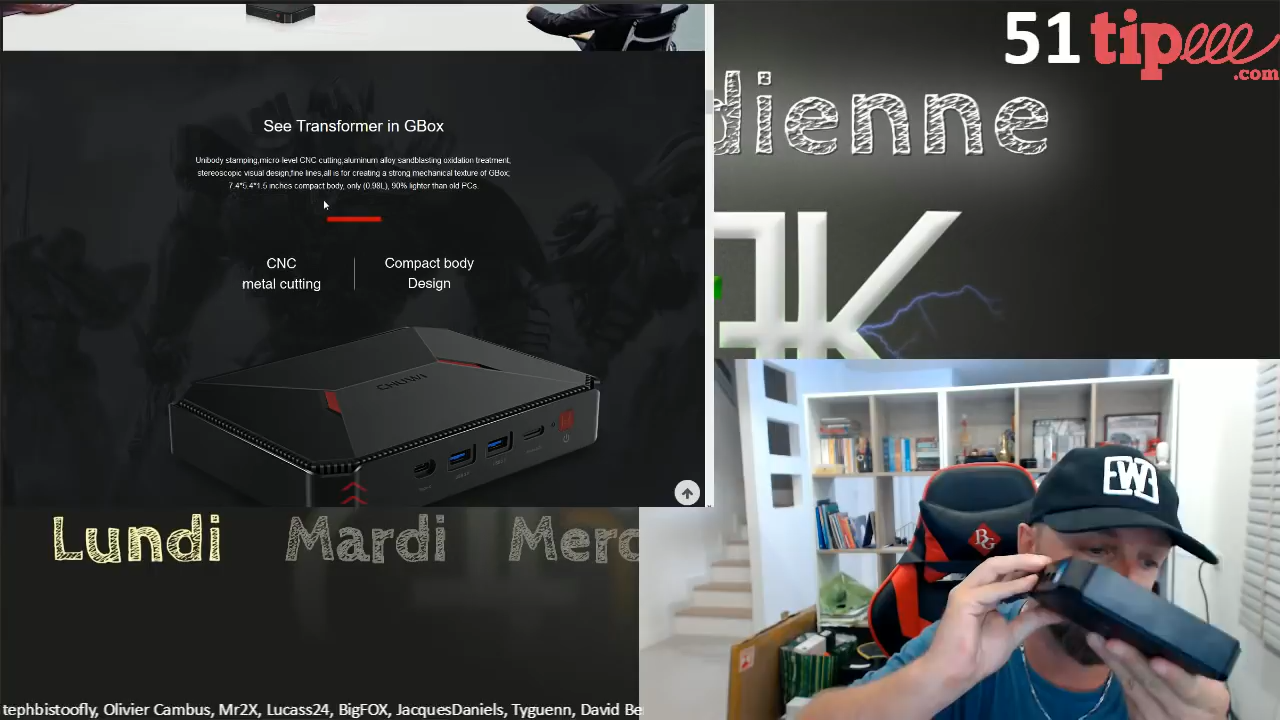 See Transformer in GBox
Unibody stamping,micro-level CNC cutting,aluminum alloy sandblasting oxidation treatment,
stereoscopic visual design,fine lines,all is for creating a strong mechanical texture of GBox;
7.4*5.4*1.5 inches compact body, only (0.98L), 90% lighter than old PCs.
CNC
metal cutting
Compact body
Design
CHUWI
51 tipeee
.com
dienne
K
Lundi Mardi Merc
EWE
RG
tephbistoofly, Olivier Cambus, Mr2X, Lucass24, BigFOX, JacquesDaniels, Tyguenn, David Be